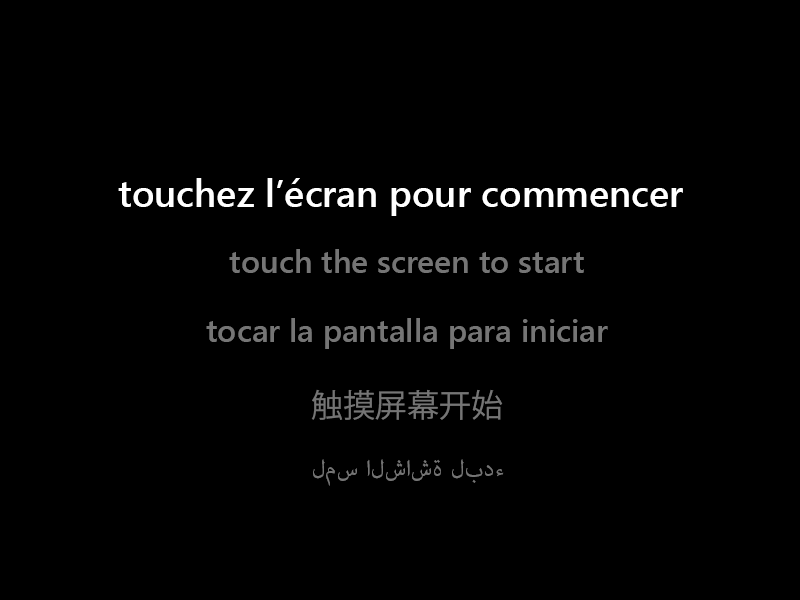 touchez l’écran pour commencer
touch the screen to start
tocar la pantalla para iniciar
触摸屏幕开始
لمس الشاشة لبدء